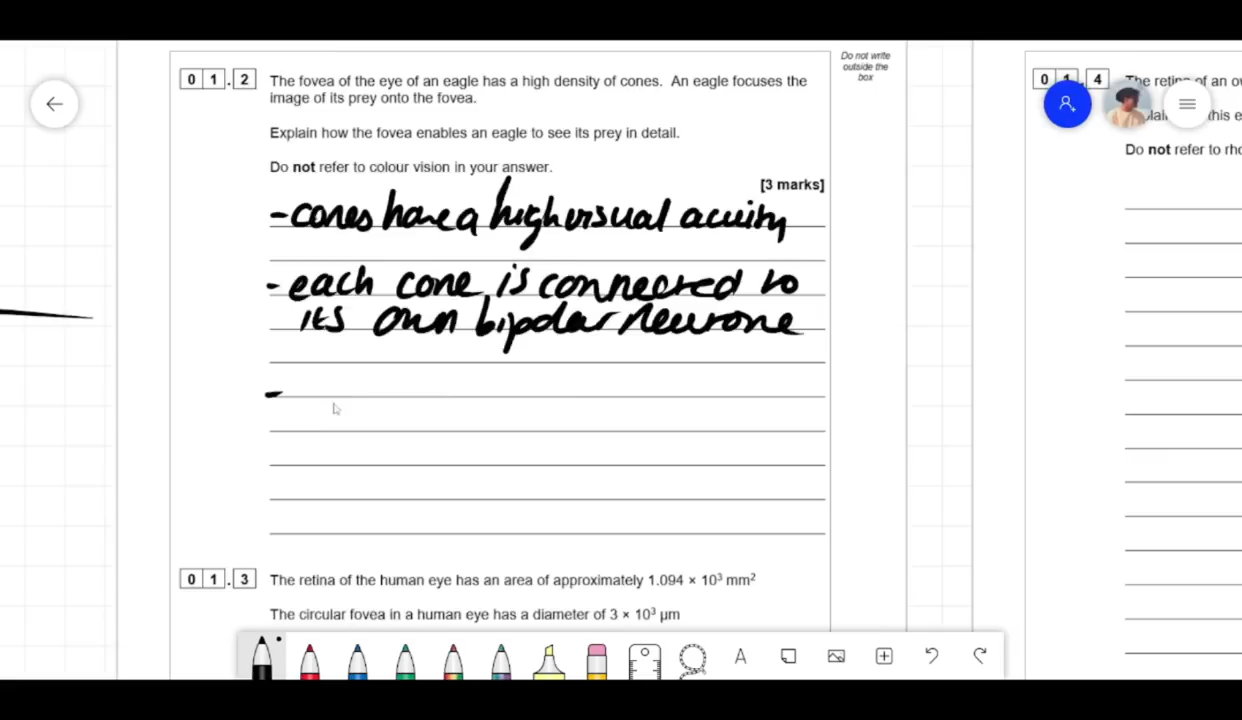 Do not write
outside the
box
0 1 . 2 The fovea of the eye of an eagle has a high density of cones. An eagle focuses the
image of its prey onto the fovea.
Explain how the fovea enables an eagle to see its prey in detail.
Do not refer to colour vision in your answer.
[3 marks]
- cones have a high visual acuity
- each cone is connected to
its own bipolar neurone
-
0 1 . 3 The retina of the human eye has an area of approximately 1.094 × 10³ mm²
The circular fovea in a human eye has a diameter of 3 × 10³ µm
0 1 . 4 The retina of an
this
Do not refer to
A